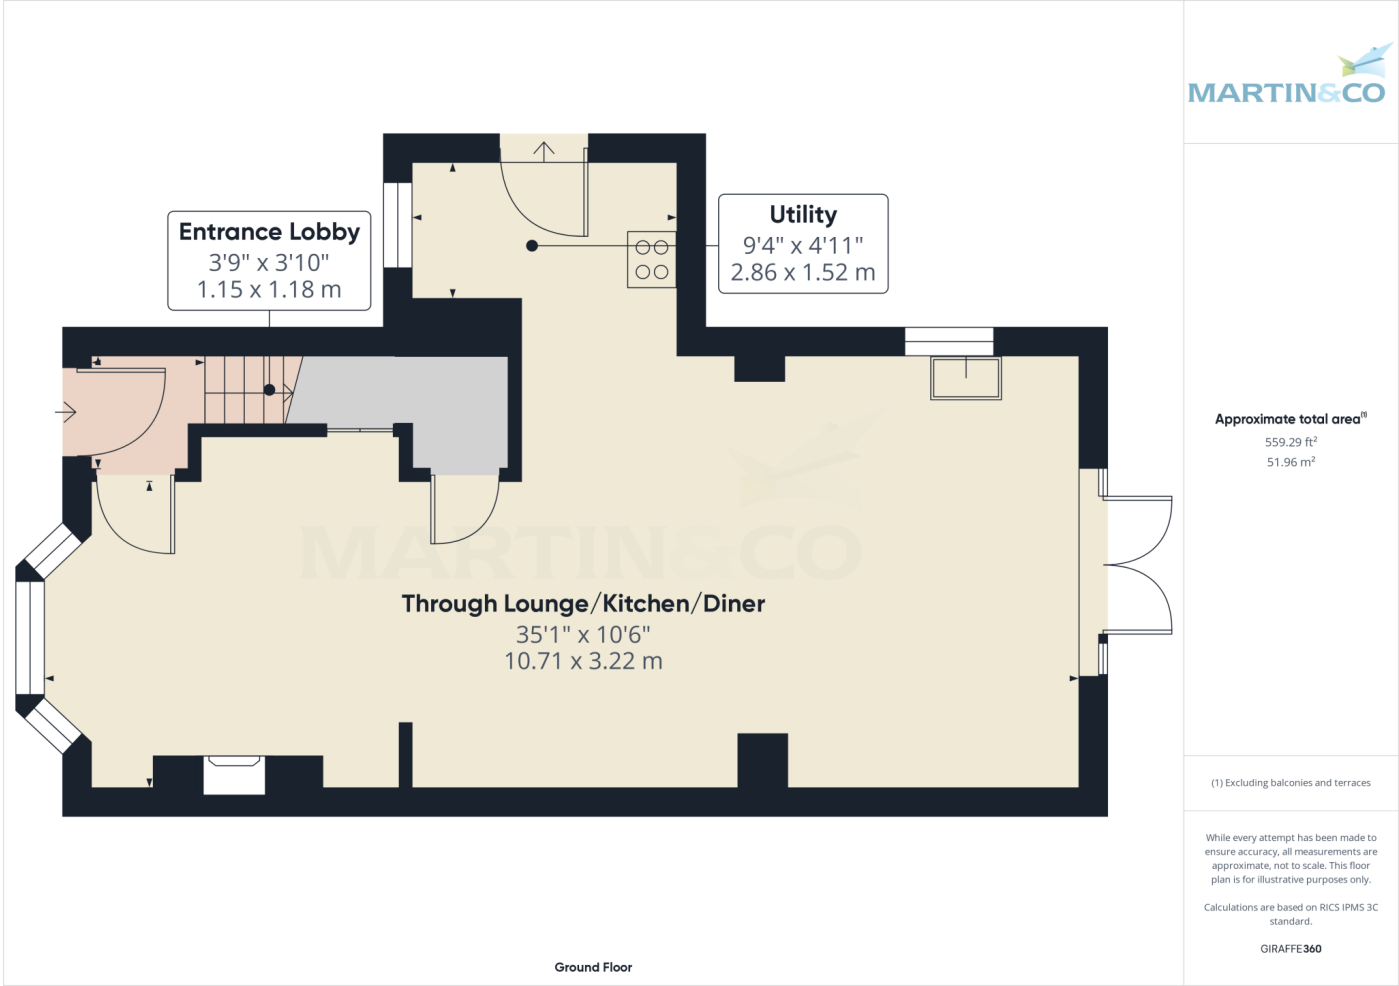 MARTIN&CO
Entrance Lobby
3'9" x 3'10"
1.15 x 1.18 m
Utility
9'4" x 4'11"
2.86 x 1.52 m
MARTIN&CO
Through Lounge/Kitchen/Diner
35'1" x 10'6"
10.71 x 3.22 m
Ground Floor
Approximate total area(1)
559.29 ft²
51.96 m²
(1) Excluding balconies and terraces
While every attempt has been made to
ensure accuracy, all measurements are
approximate, not to scale. This floor
plan is for illustrative purposes only.
Calculations are based on RICS IPMS 3C
standard.
GIRAFFE360